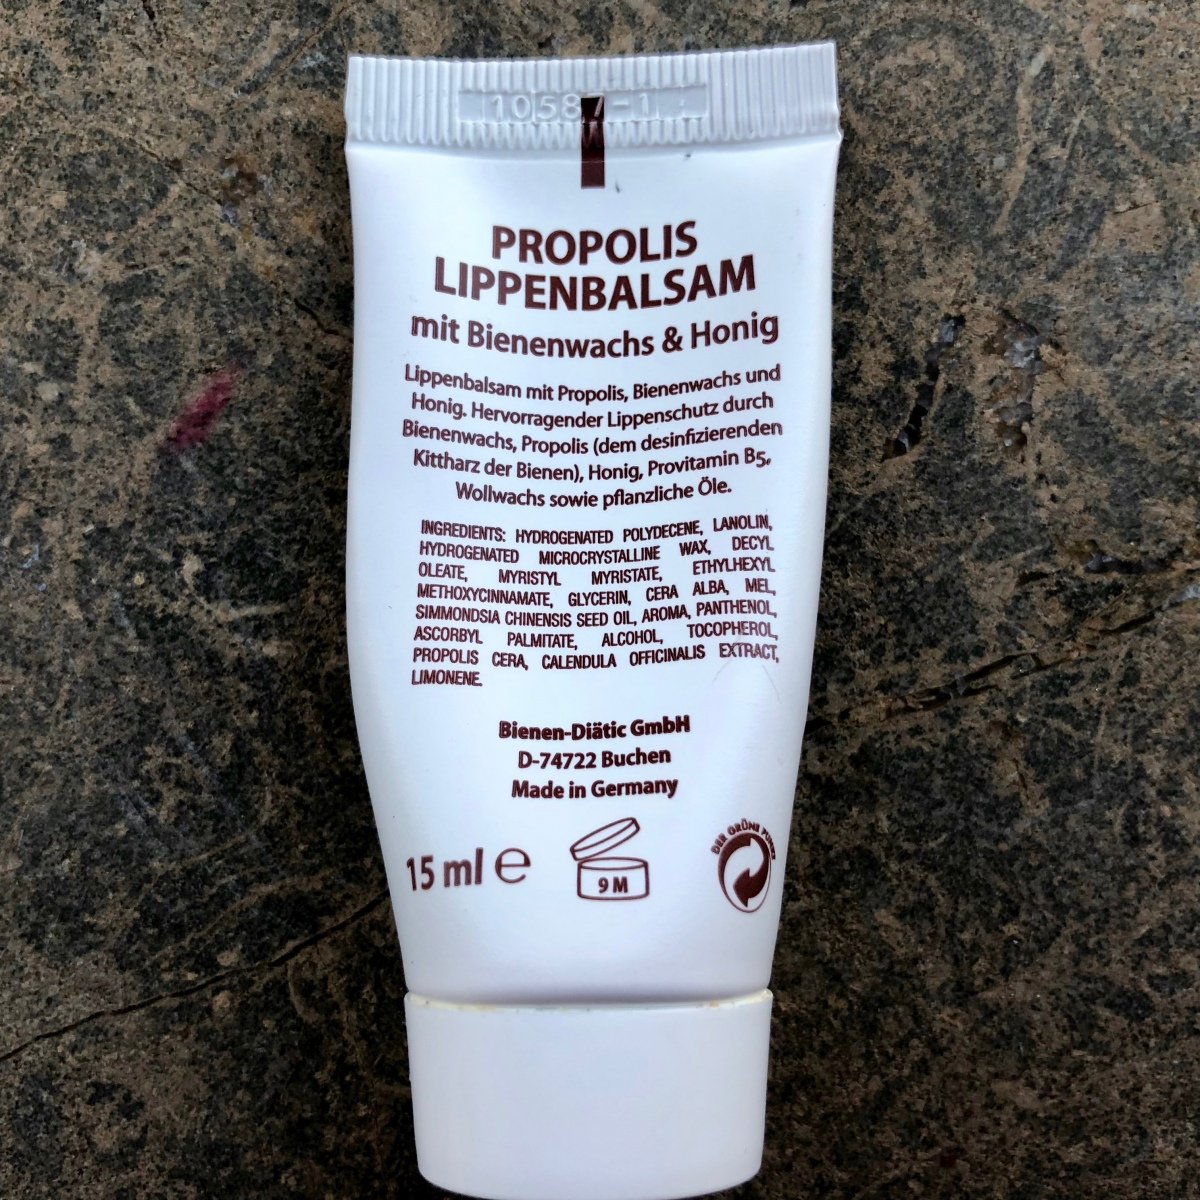 10587-1
PROPOLIS
LIPPENBALSAM
mit Bienenwachs & Honig
Lippenbalsam mit Propolis, Bienenwachs und
Honig. Hervorragender Lippenschutz durch
Bienenwachs, Propolis (dem desinfizierenden
Kittharz der Bienen), Honig, Provitamin B5,
Wollwachs sowie pflanzliche Öle.
INGREDIENTS: HYDROGENATED POLYDECENE, LANOLIN,
HYDROGENATED MICROCRYSTALLINE WAX, DECYL
OLEATE, MYRISTYL MYRISTATE, ETHYLHEXYL
METHOXYCINNAMATE, GLYCERIN, CERA ALBA, MEL,
SIMMONDSIA CHINENSIS SEED OIL, AROMA, PANTHENOL,
ASCORBYL PALMITATE, ALCOHOL, TOCOPHEROL,
PROPOLIS CERA, CALENDULA OFFICINALIS EXTRACT,
LIMONENE.
Bienen-Diätic GmbH
D-74722 Buchen
Made in Germany
15 ml e
9 M
DER GRÜNE PUNKT